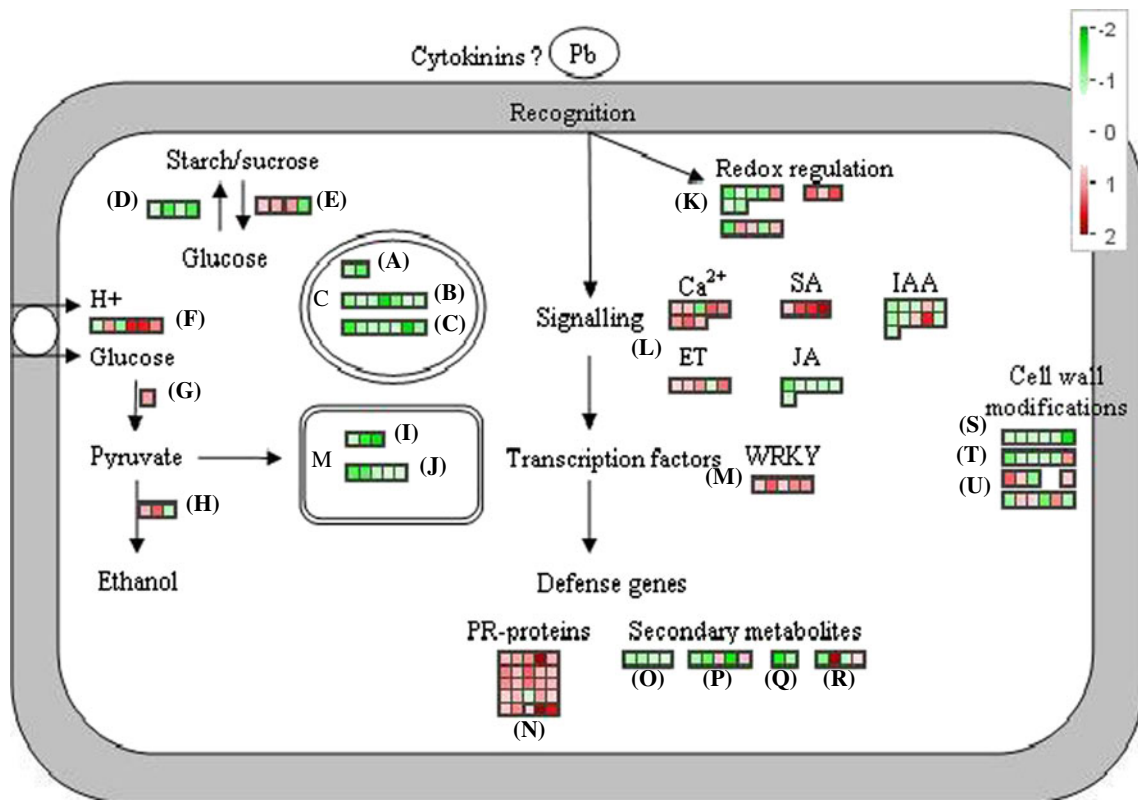 Cytokinins ?
Pb
-2
-1
0
1
2
Recognition
Starch/sucrose
(D)
(E)
Glucose
Redox regulation
(K)
(A)
C
(B)
(C)
H+
(F)
Glucose
(G)
Pyruvate
(H)
Ethanol
M
(I)
(J)
Signalling
(L)
Ca2+
SA
IAA
ET
JA
Transcription factors
WRKY
(M)
Cell wall
modifications
(S)
(T)
(U)
Defense genes
PR-proteins
(N)
Secondary metabolites
(O)
(P)
(Q)
(R)